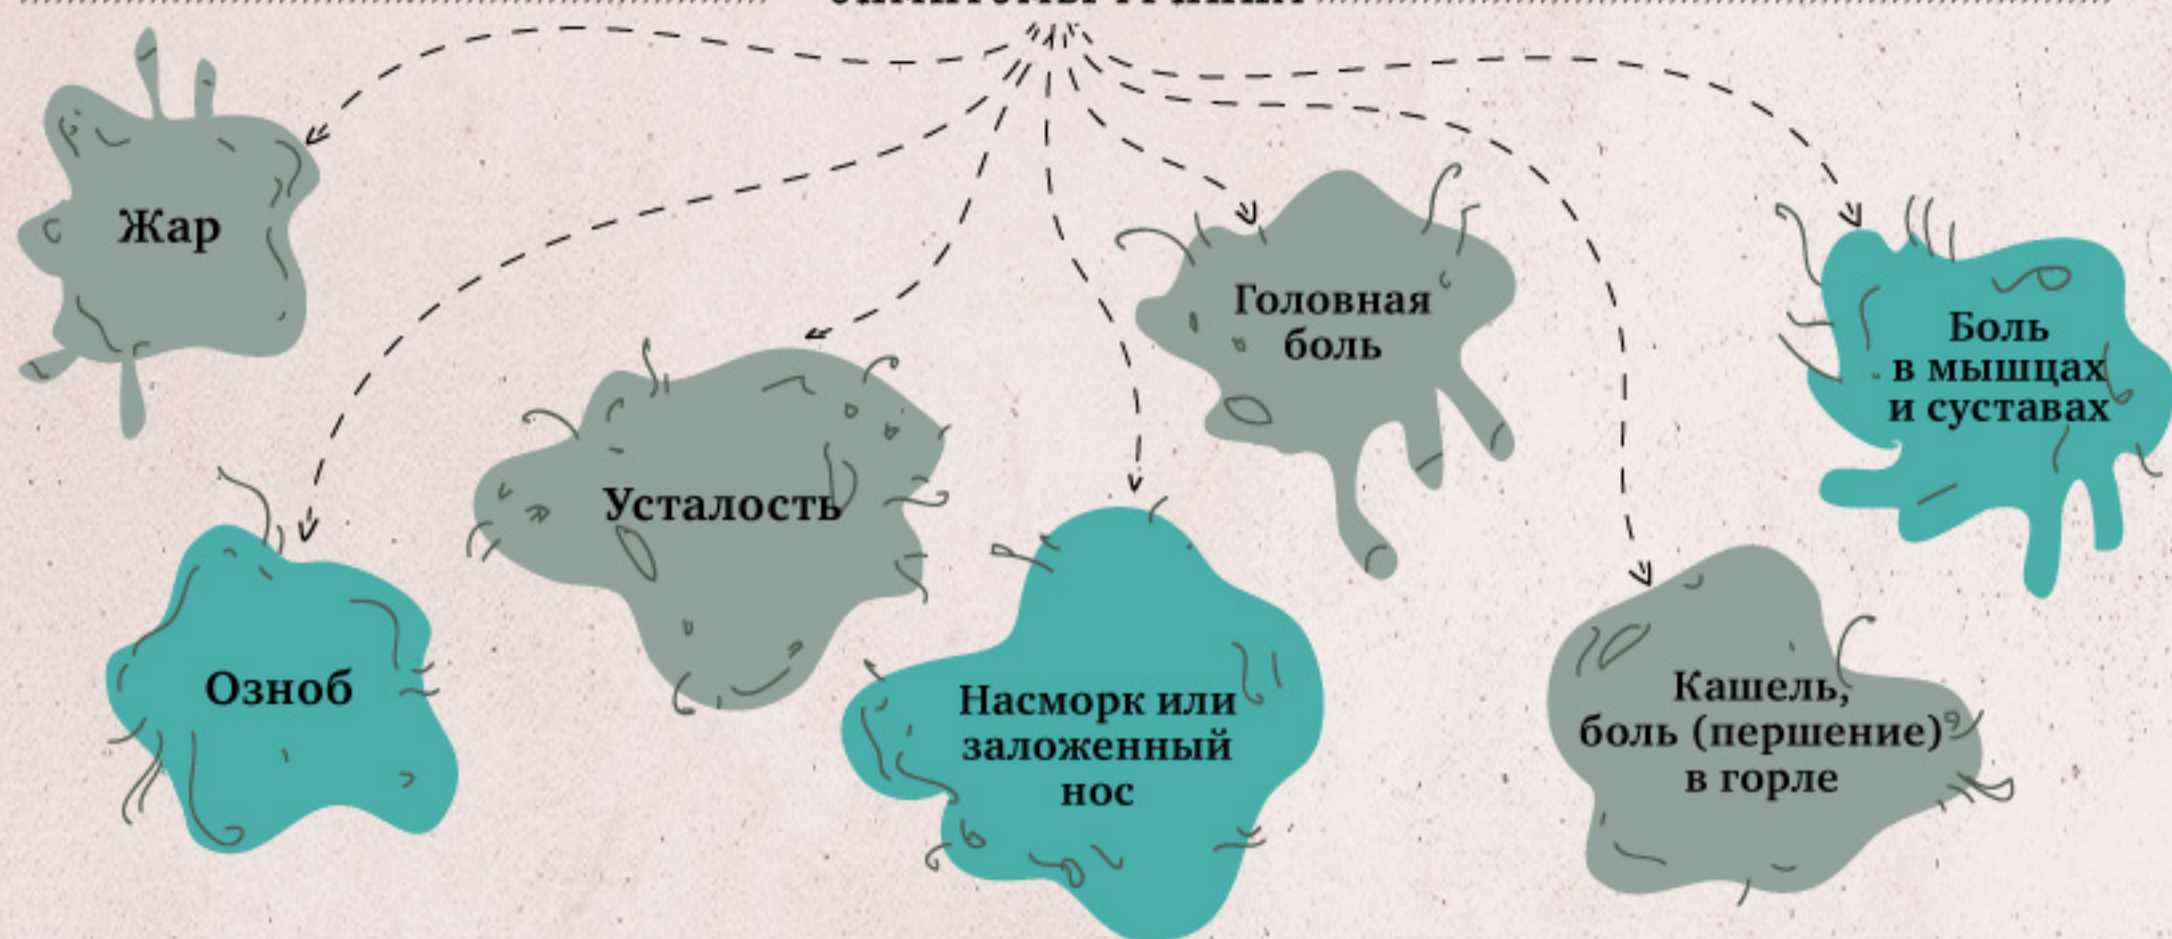 Жар
Головная
боль
Боль
в мышцах
и суставах
Усталость
Озноб
Насморк или
заложенный
нос
Кашель,
боль (першение)
в горле